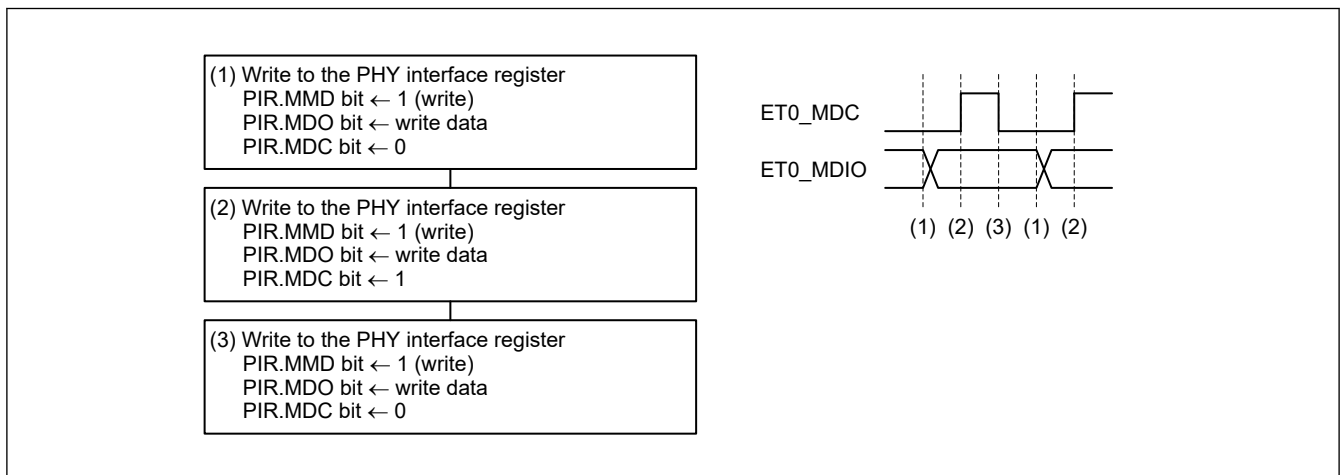 (1) Write to the PHY interface register
PIR.MMD bit ← 1 (write)
PIR.MDO bit ← write data
PIR.MDC bit ← 0
(2) Write to the PHY interface register
PIR.MMD bit ← 1 (write)
PIR.MDO bit ← write data
PIR.MDC bit ← 1
(3) Write to the PHY interface register
PIR.MMD bit ← 1 (write)
PIR.MDO bit ← write data
PIR.MDC bit ← 0
ET0_MDC
ET0_MDIO
(1) (2) (3) (1) (2)